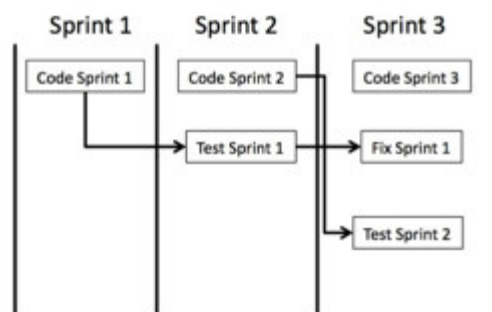 Sprint 1
Sprint 2
Sprint 3
Code Sprint 1
Code Sprint 2
Code Sprint 3
Test Sprint 1
Fix Sprint 1
Test Sprint 2